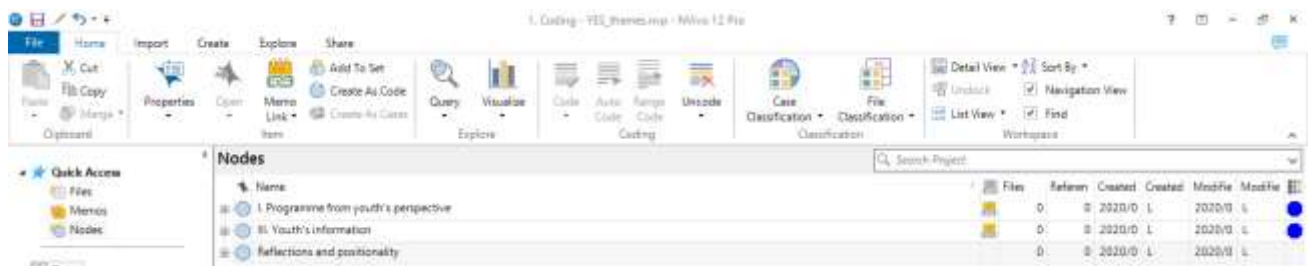 1. Coding - YES_themes.nvp - NVivo 12 Pro
File Home Import Create Explore Share
Cut
Copy
Merge
Paste
Clipboard
Properties
Open
Memo Link
Add To Set
Create As Code
Create As Cases
Item
Query
Visualize
Explore
Code
Auto Code
Range Code
Uncode
Coding
Case Classification
File Classification
Classification
Detail View
Sort By
Undock
Navigation View
List View
Find
Workspace
Quick Access
Files
Memos
Nodes
Nodes
Search Project
Name Files Referen Created Created Modifie Modifie
I. Programme from youth's perspective 0 0 2020/0 L 2020/0 L
III. Youth's information 0 0 2020/0 L 2020/0 L
Reflections and positionality 0 0 2020/0 L 2020/0 L